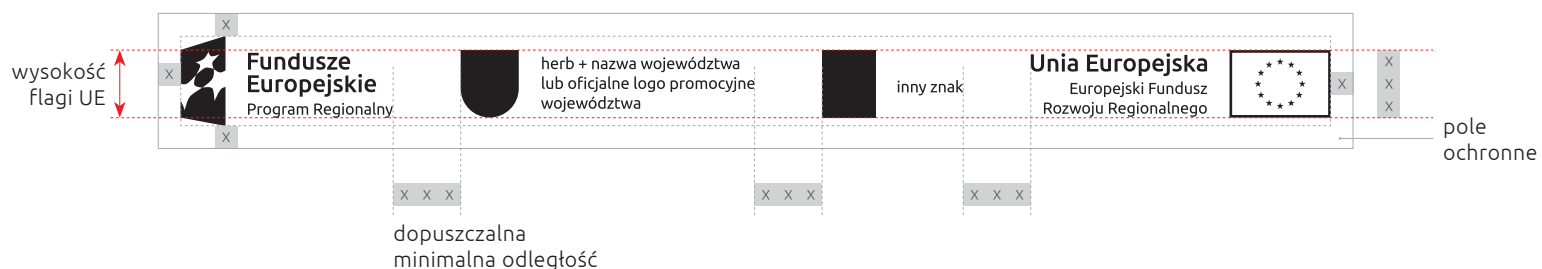 X
wysokość
flagi UE
X
Fundusze
Europejskie
Program Regionalny
herb + nazwa województwa
lub oficjalne logo promocyjne
województwa
inny znak
Unia Europejska
Europejski Fundusz
Rozwoju Regionalnego
X
X
X
X
X
pole
ochronne
X X X
X X X
X X X
dopuszczalna
minimalna odległość